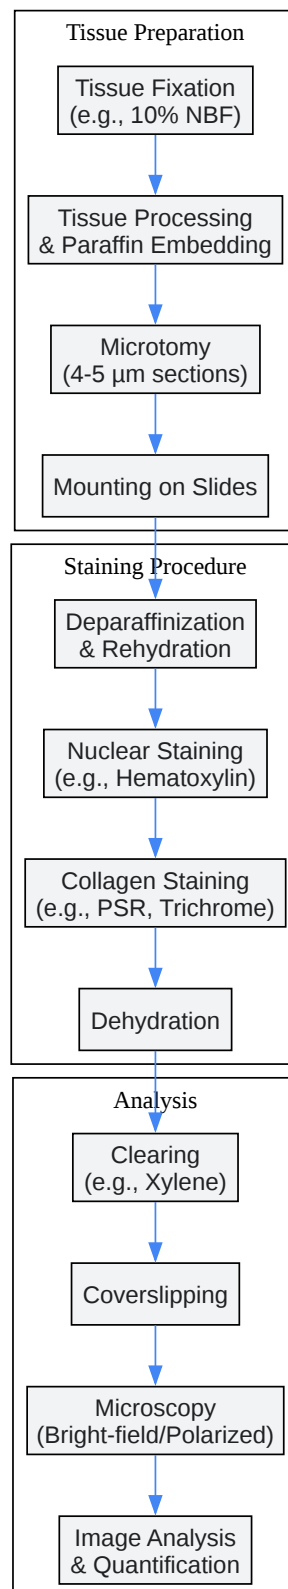 Tissue Preparation
Tissue Fixation
(e.g., 10% NBF)
Tissue Processing
& Paraffin Embedding
Microtomy
(4-5 µm sections)
Mounting on Slides
Staining Procedure
Deparaffinization
& Rehydration
Nuclear Staining
(e.g., Hematoxylin)
Collagen Staining
(e.g., PSR, Trichrome)
Dehydration
Analysis
Clearing
(e.g., Xylene)
Coverslipping
Microscopy
(Bright-field/Polarized)
Image Analysis
& Quantification